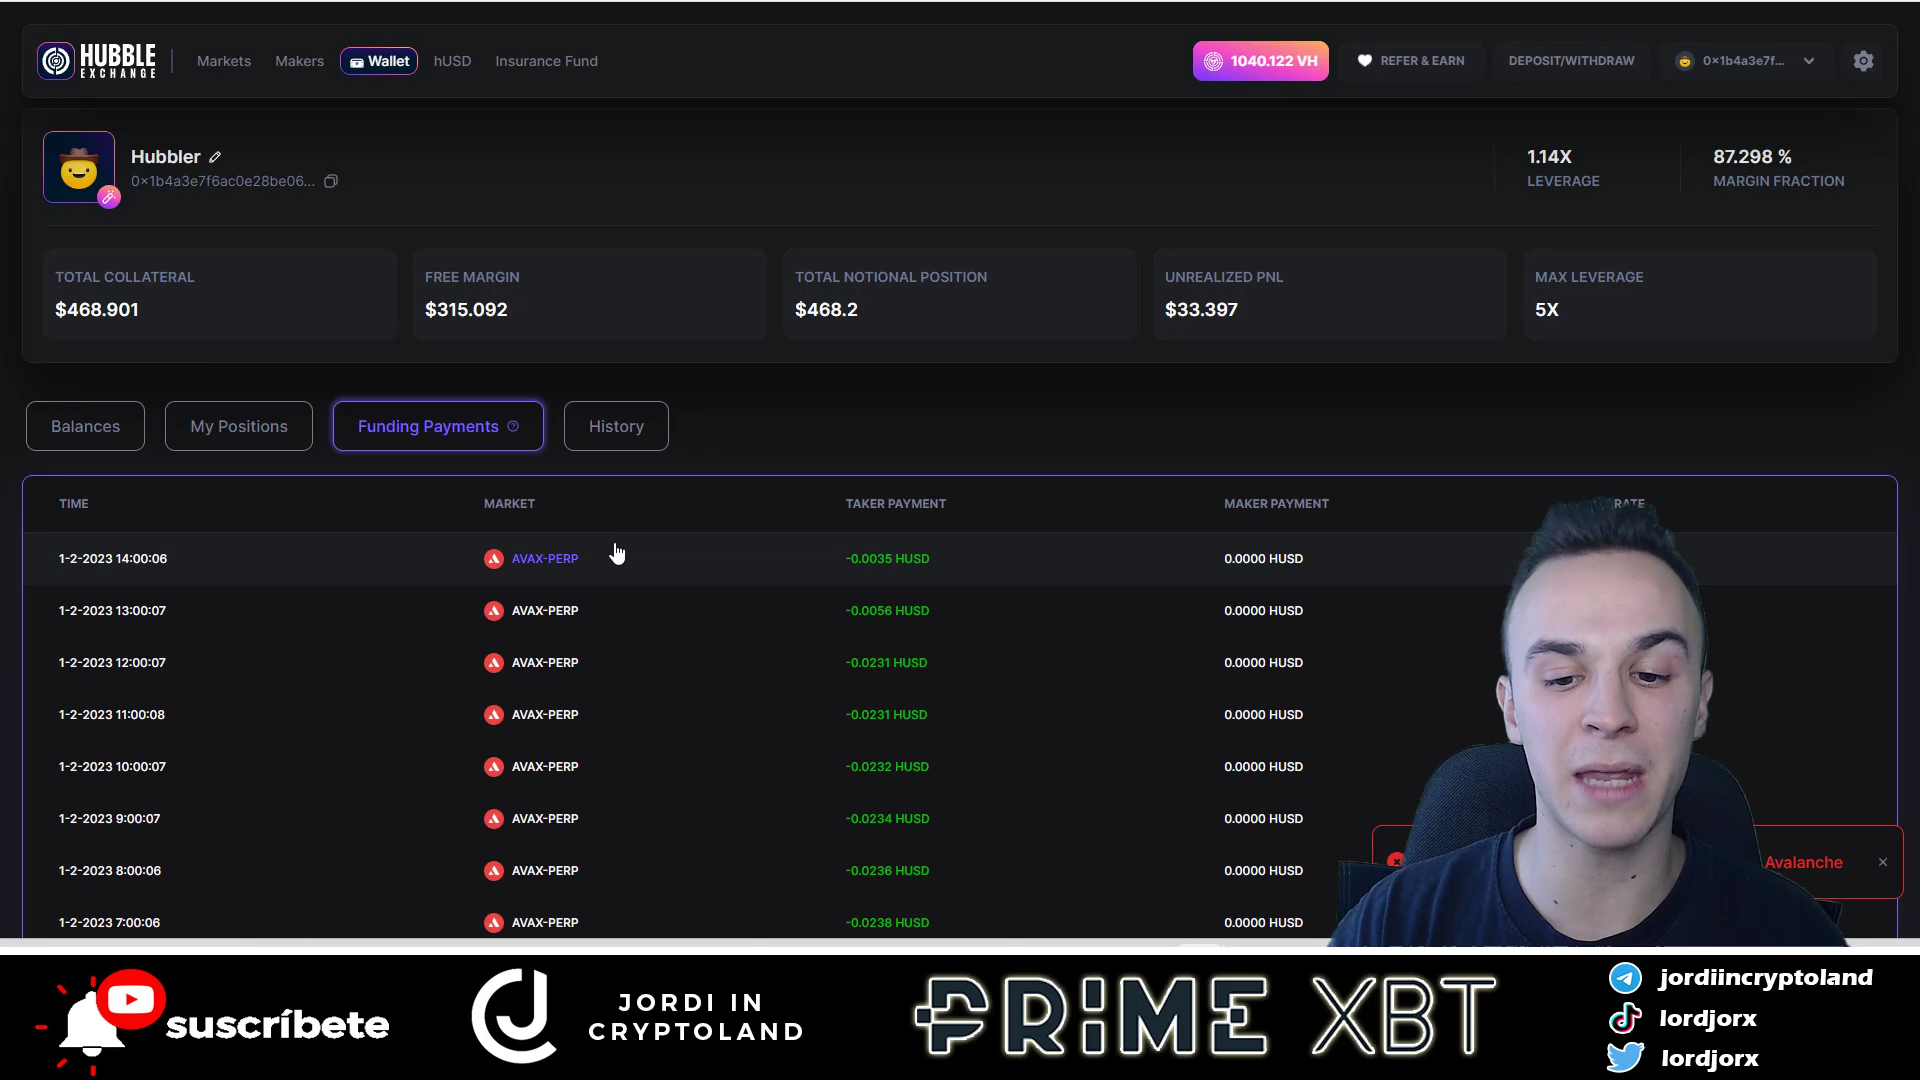 HUBBLE
EXCHANGE
Markets
Makers
Wallet
hUSD
Insurance Fund
1040.122 VH
REFER & EARN
DEPOSIT/WITHDRAW
0x1b4a3e7f...
Hubbler
0x1b4a3e7f6ac0e28be06...
1.14X
LEVERAGE
87.298 %
MARGIN FRACTION
TOTAL COLLATERAL
$468.901
FREE MARGIN
$315.092
TOTAL NOTIONAL POSITION
$468.2
UNREALIZED PNL
$33.397
MAX LEVERAGE
5X
Balances
My Positions
Funding Payments
History
TIME MARKET TAKER PAYMENT MAKER PAYMENT RATE
1-2-2023 14:00:06 AVAX-PERP -0.0035 HUSD 0.0000 HUSD
1-2-2023 13:00:07 AVAX-PERP -0.0056 HUSD 0.0000 HUSD
1-2-2023 12:00:07 AVAX-PERP -0.0231 HUSD 0.0000 HUSD
1-2-2023 11:00:08 AVAX-PERP -0.0231 HUSD 0.0000 HUSD
1-2-2023 10:00:07 AVAX-PERP -0.0232 HUSD 0.0000 HUSD
1-2-2023 9:00:07 AVAX-PERP -0.0234 HUSD 0.0000 HUSD
1-2-2023 8:00:06 AVAX-PERP -0.0236 HUSD 0.0000 HUSD
1-2-2023 7:00:06 AVAX-PERP -0.0238 HUSD 0.0000 HUSD
Avalanche
suscríbete
JORDI IN
CRYPTOLAND
PRIME XBT
jordiincryptoland
lordjorx
lordjorx